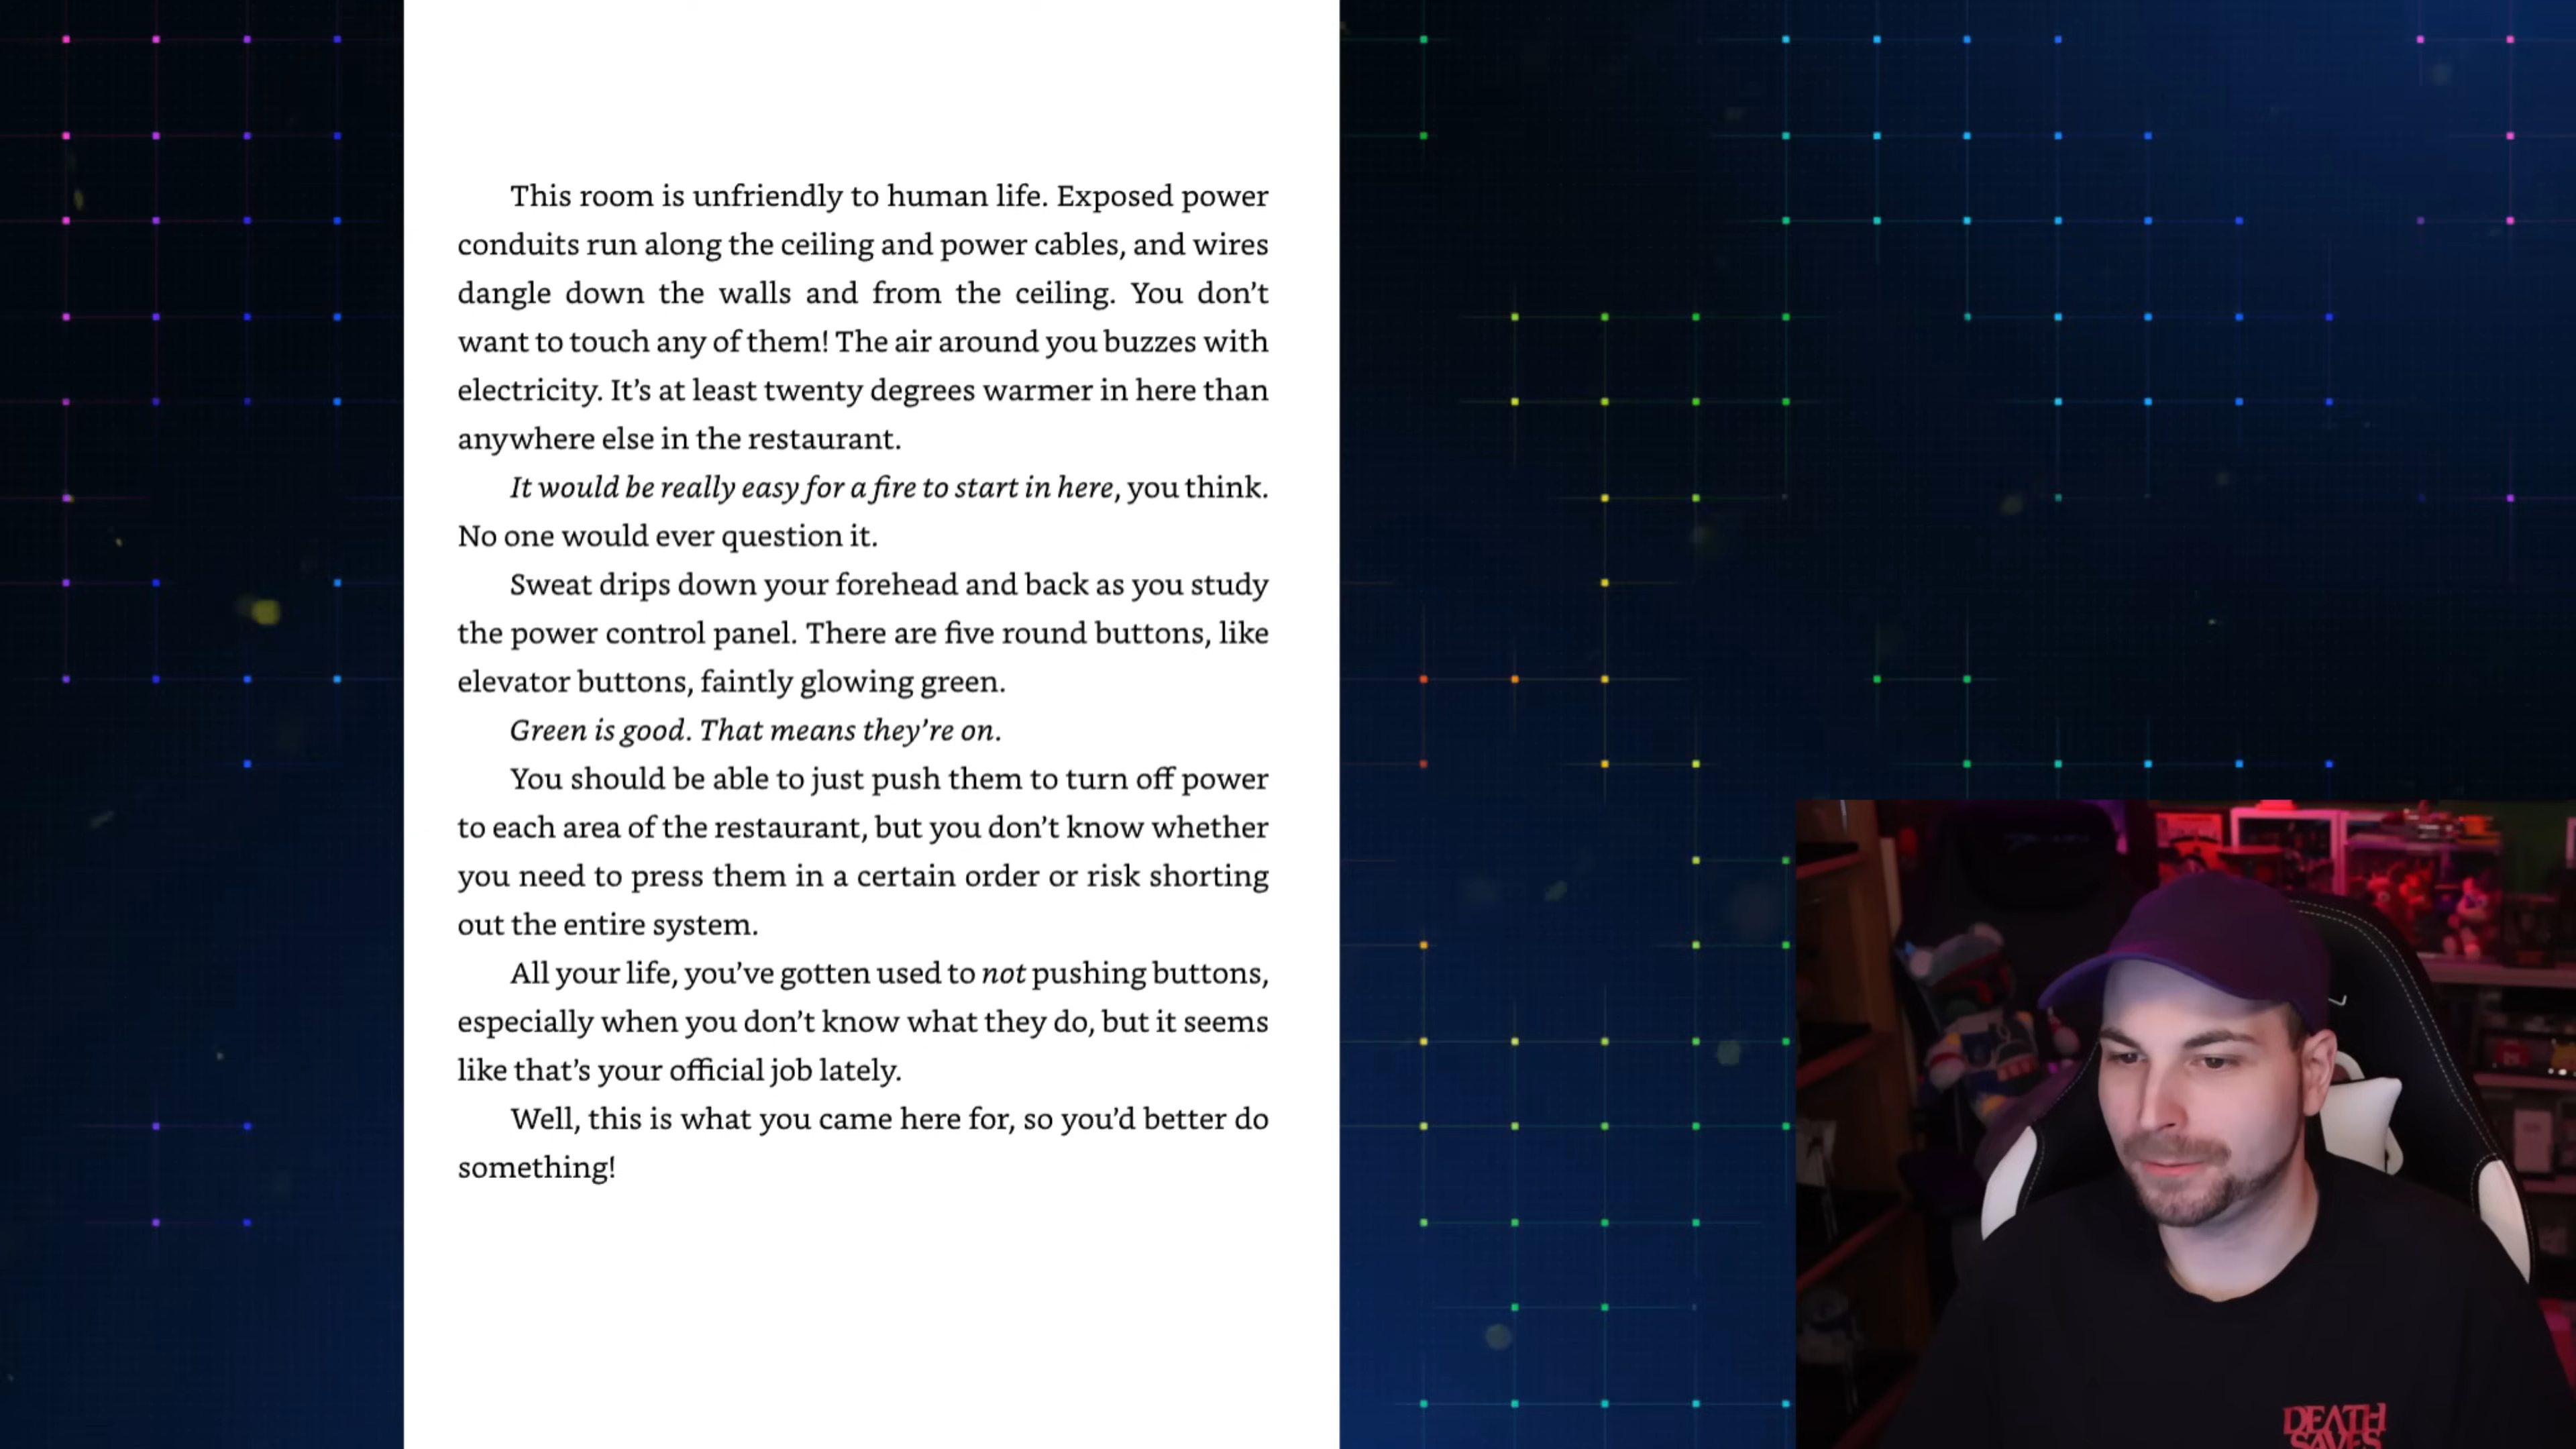 This room is unfriendly to human life. Exposed power
conduits run along the ceiling and power cables, and wires
dangle down the walls and from the ceiling. You don’t
want to touch any of them! The air around you buzzes with
electricity. It’s at least twenty degrees warmer in here than
anywhere else in the restaurant.
It would be really easy for a fire to start in here, you think.
No one would ever question it.
Sweat drips down your forehead and back as you study
the power control panel. There are five round buttons, like
elevator buttons, faintly glowing green.
Green is good. That means they’re on.
You should be able to just push them to turn off power
to each area of the restaurant, but you don’t know whether
you need to press them in a certain order or risk shorting
out the entire system.
All your life, you’ve gotten used to not pushing buttons,
especially when you don’t know what they do, but it seems
like that’s your official job lately.
Well, this is what you came here for, so you’d better do
something!
DEATH
SAVES